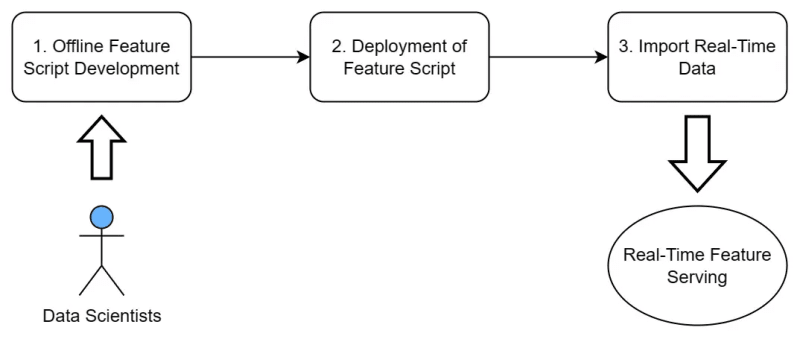 1. Offline Feature
Script Development
2. Deployment of
Feature Script
3. Import Real-Time
Data
Data Scientists
Real-Time Feature
Serving